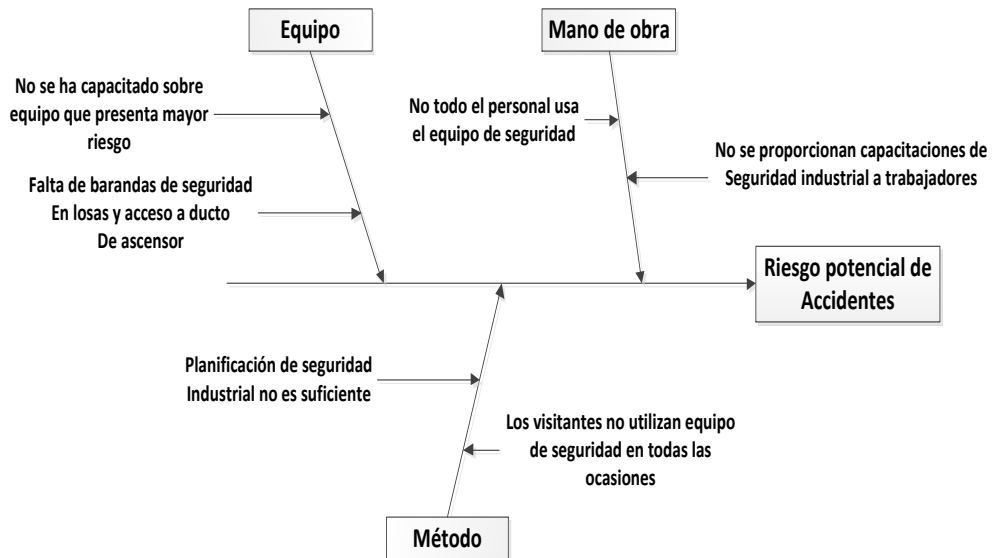 Equipo
Mano de obra
No se ha capacitado sobre
equipo que presenta mayor
riesgo
No todo el personal usa
el equipo de seguridad
No se proporcionan capacitaciones de
Seguridad industrial a trabajadores
Falta de barandas de seguridad
En losas y acceso a ducto
De ascensor
Riesgo potencial de
Accidentes
Planificación de seguridad
Industrial no es suficiente
Los visitantes no utilizan equipo
de seguridad en todas las
ocasiones
Método